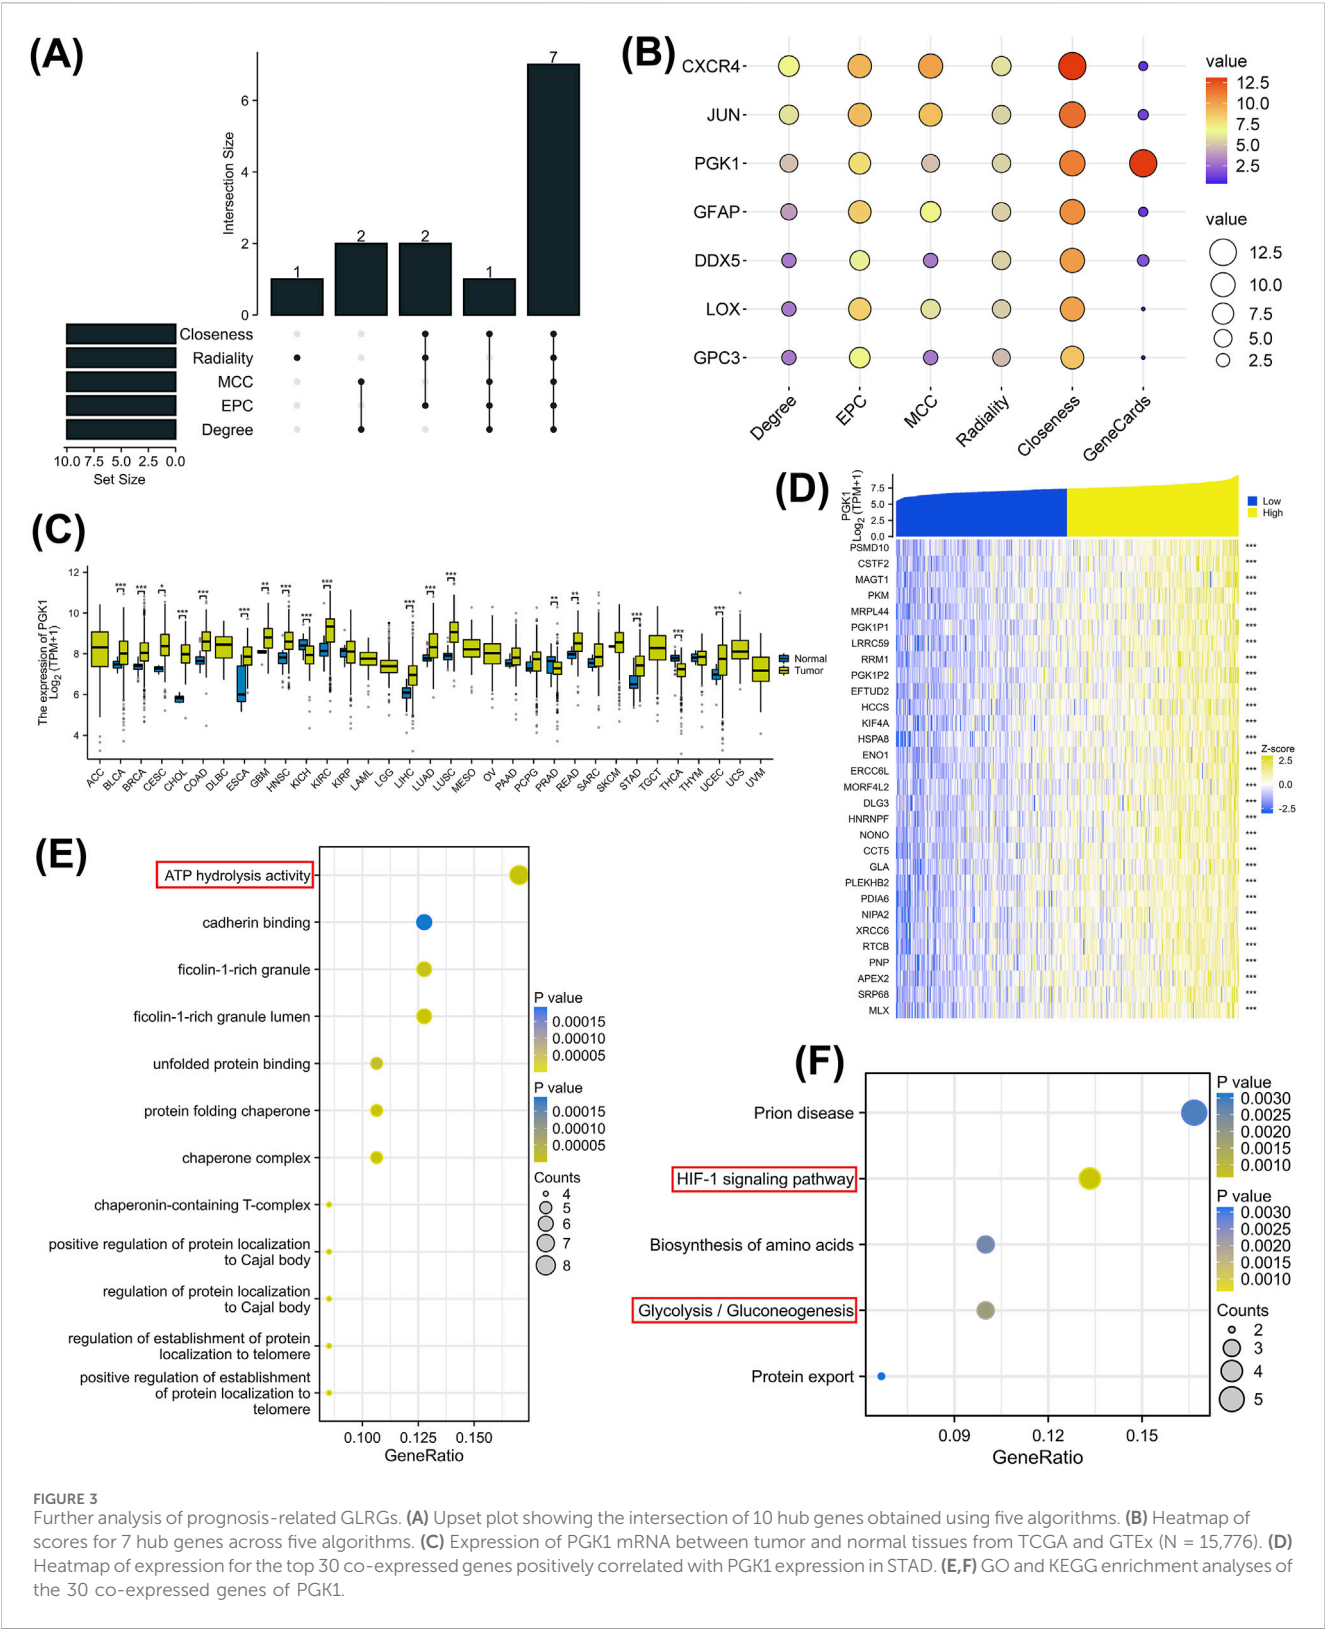 (A)
Intersection Size
6
4
2
0
1
2
2
1
7
Closeness
Radiality
MCC
EPC
Degree
10.0 7.5 5.0 2.5 0.0
Set Size
(B)
CXCR4
JUN
PGK1
GFAP
DDX5
LOX
GPC3
Degree
EPC
MCC
Radiality
Closeness
GeneCards
value
12.5
10.0
7.5
5.0
2.5
value
12.5
10.0
7.5
5.0
2.5
(C)
The expression of PGK1
Log2 (TPM+1)
12
10
8
6
4
*** *** * *** *** *** ** *** *** *** *** *** *** ** ** *** *** ***
ACC BLCA BRCA CESC CHOL COAD DLBC ESCA GBM HNSC KICH KIRC KIRP LAML LGG LIHC LUAD LUSC MESO OV PAAD PCPG PRAD READ SARC SKCM STAD TGCT THCA THYM UCEC UCS UVM
Normal
Tumor
(D)
PGK1
Log2 (TPM+1)
7.5
5.0
2.5
0.0
Low
High
PSMD10 ***
CSTF2 ***
MAGT1 ***
PKM ***
MRPL44 ***
PGK1P1 ***
LRRC59 ***
RRM1 ***
PGK1P2 ***
EFTUD2 ***
HCCS ***
KIF4A ***
HSPA8 ***
ENO1 ***
ERCC6L ***
MORF4L2 ***
DLG3 ***
HNRNPF ***
NONO ***
CCT5 ***
GLA ***
PLEKHB2 ***
PDIA6 ***
NIPA2 ***
XRCC6 ***
RTCB ***
PNP ***
APEX2 ***
SRP68 ***
MLX ***
Z-score
2.5
0.0
-2.5
(E)
ATP hydrolysis activity
cadherin binding
ficolin-1-rich granule
ficolin-1-rich granule lumen
unfolded protein binding
protein folding chaperone
chaperone complex
chaperonin-containing T-complex
positive regulation of protein localization
to Cajal body
regulation of protein localization
to Cajal body
regulation of establishment of protein
localization to telomere
positive regulation of establishment
of protein localization to
telomere
0.100 0.125 0.150
GeneRatio
P value
0.00015
0.00010
0.00005
P value
0.00015
0.00010
0.00005
Counts
4
5
6
7
8
(F)
Prion disease
HIF-1 signaling pathway
Biosynthesis of amino acids
Glycolysis / Gluconeogenesis
Protein export
0.09 0.12 0.15
GeneRatio
P value
0.0030
0.0025
0.0020
0.0015
0.0010
P value
0.0030
0.0025
0.0020
0.0015
0.0010
Counts
2
3
4
5
FIGURE 3
Further analysis of prognosis-related GLRGs. (A) Upset plot showing the intersection of 10 hub genes obtained using five algorithms. (B) Heatmap of
scores for 7 hub genes across five algorithms. (C) Expression of PGK1 mRNA between tumor and normal tissues from TCGA and GTEx (N = 15,776). (D)
Heatmap of expression for the top 30 co-expressed genes positively correlated with PGK1 expression in STAD. (E,F) GO and KEGG enrichment analyses of
the 30 co-expressed genes of PGK1.